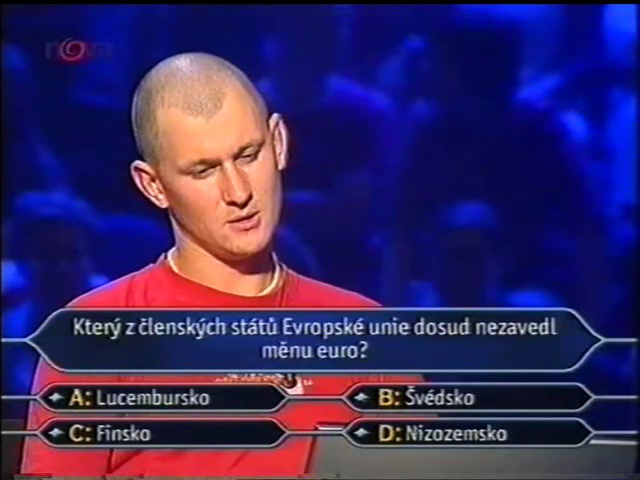 nova
Který z členských států Evropské unie dosud nezavedl
měnu euro?
A: Lucembursko
B: Švédsko
C: Finsko
D: Nizozemsko